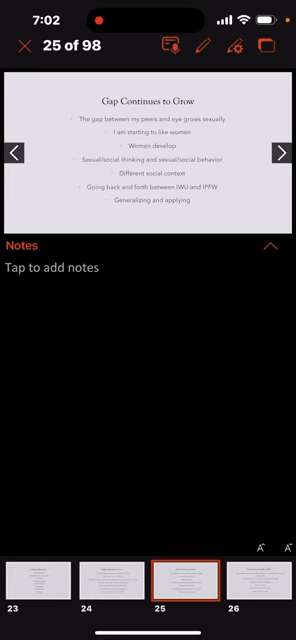 7:02
25 of 98
Gap Continues to Grow
The gap between my peers and eye grows sexually
I am starting to like women
Women develop
Sexual/social thinking and sexual/social behavior
Different social context
Going back and forth between IWU and IPFW
Generalizing and applying
Notes
Tap to add notes
A A
23 24 25 26